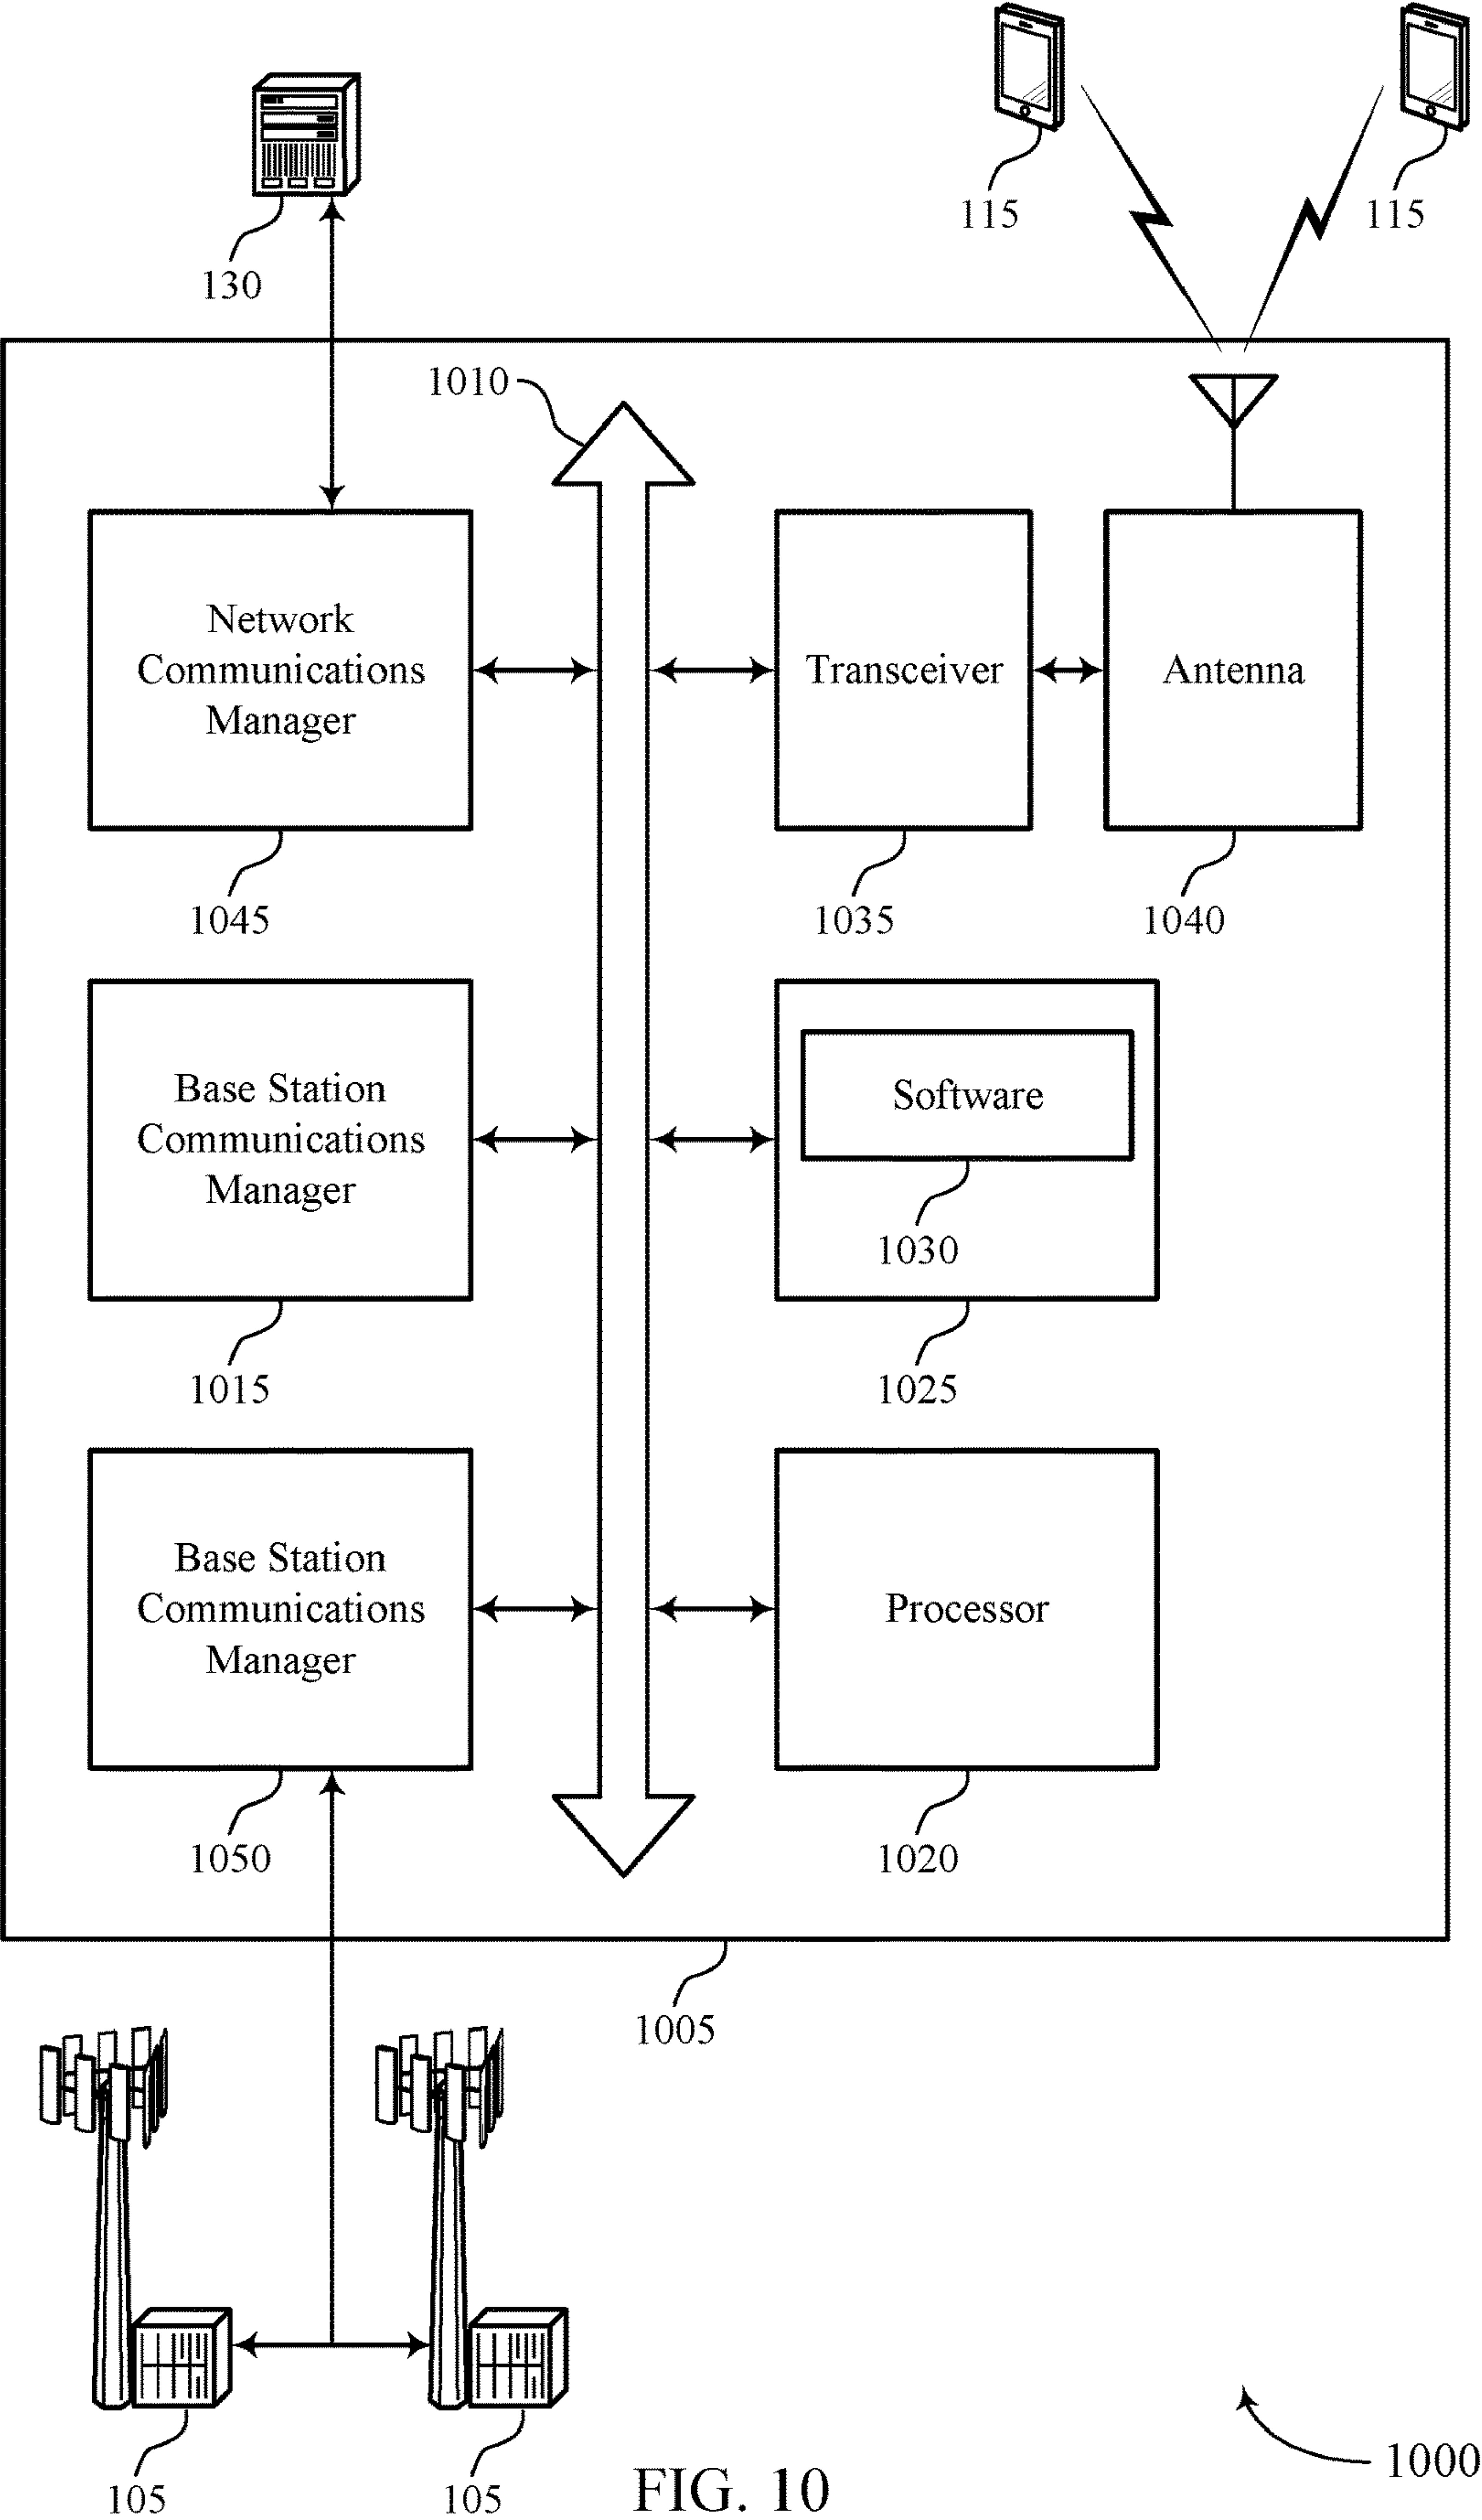 115
115
130
1010
Network
Communications
Manager
Transceiver
Antenna
1045
1035
1040
Base Station
Communications
Manager
Software
1030
1015
1025
Base Station
Communications
Manager
Processor
1050
1020
1005
105
105
FIG. 10
1000